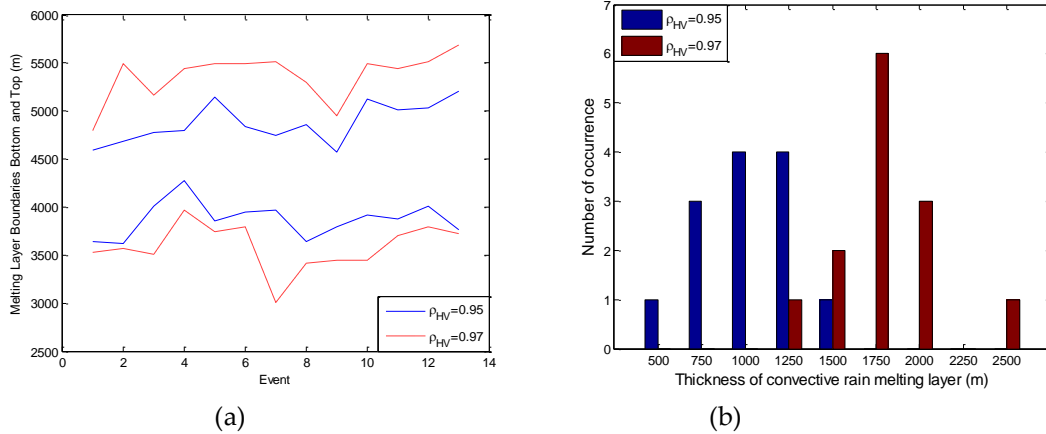 6000
5500
5000
4500
4000
3500
3000
2500
0 2 4 6 8 10 12 14
Melting Layer Boundaries Bottom and Top (m)
Event
ρHV=0.95
ρHV=0.97
(a)
7
6
5
4
3
2
1
0
500 750 1000 1250 1500 1750 2000 2250 2500
Number of occurrence
Thickness of convective rain melting layer (m)
ρHV=0.95
ρHV=0.97
(b)